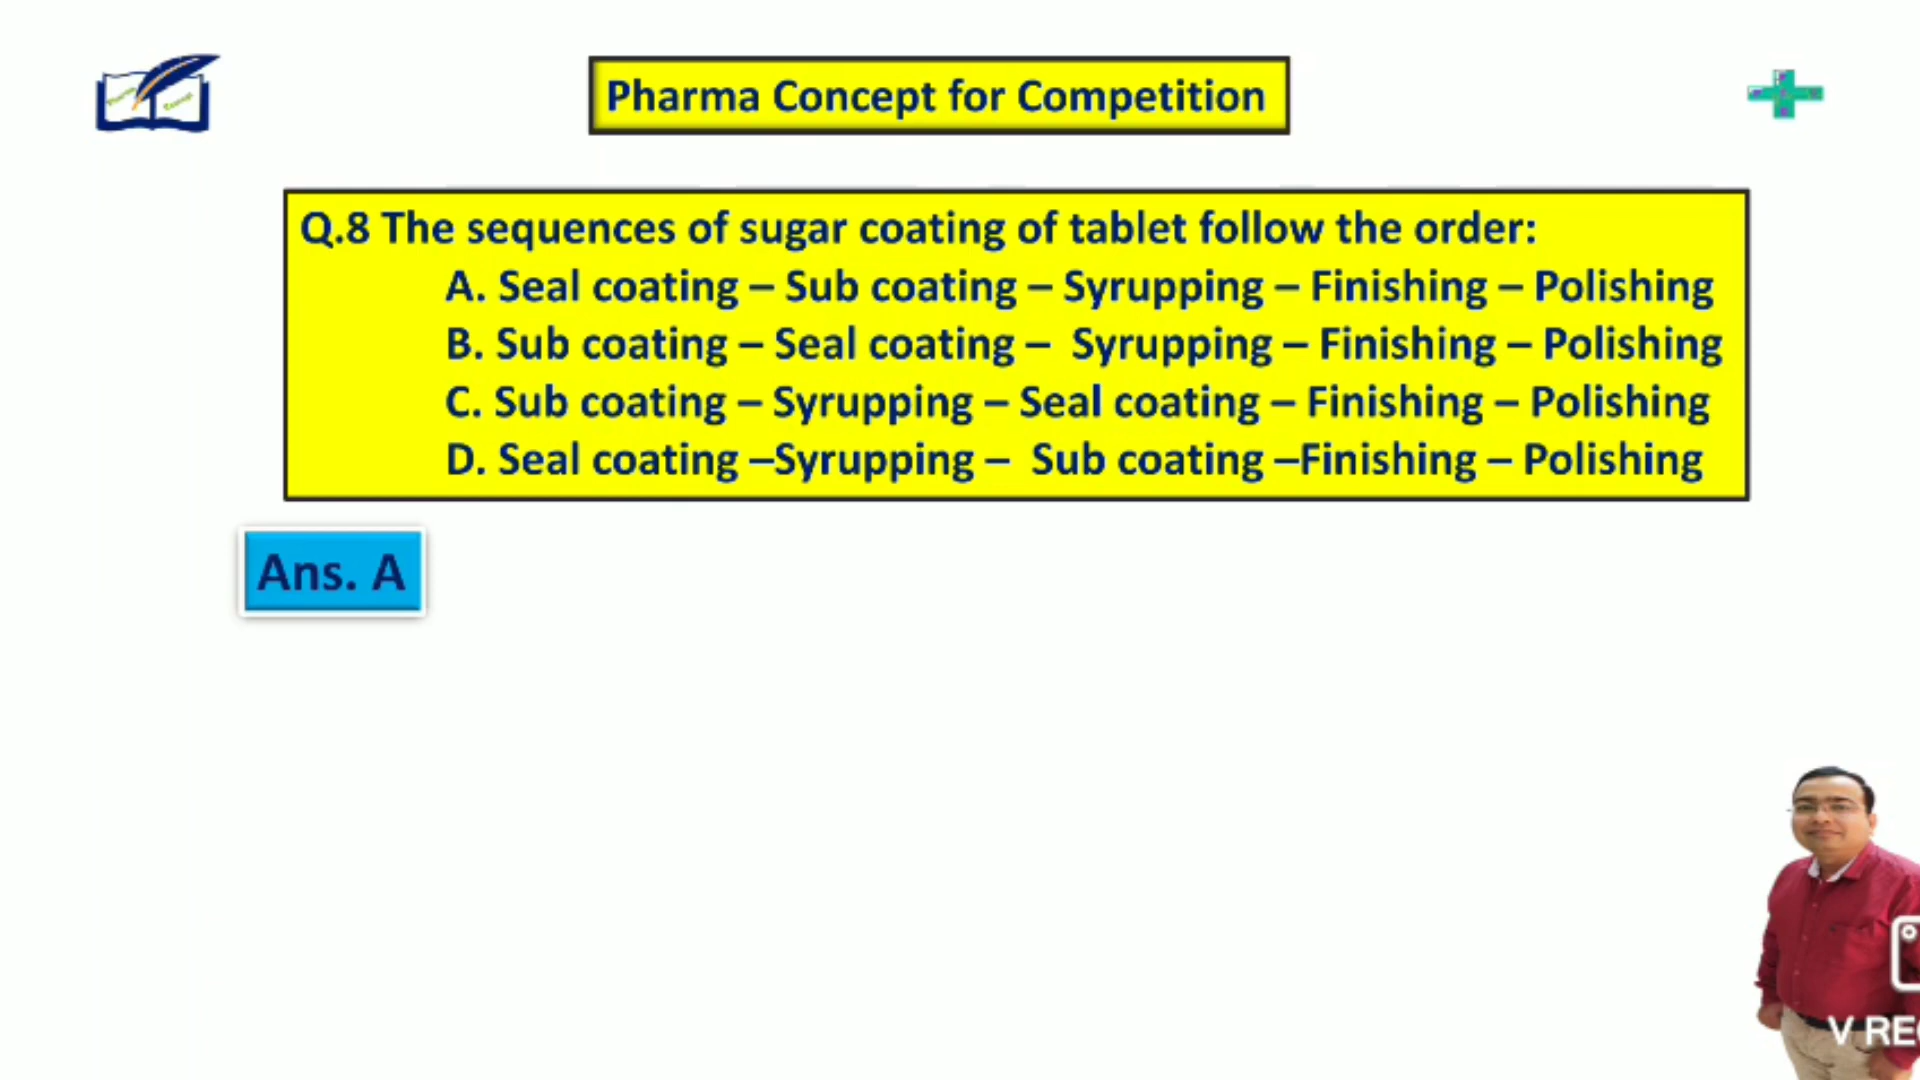 Pharma Concept for Competition
Q.8 The sequences of sugar coating of tablet follow the order:
A. Seal coating – Sub coating – Syrupping – Finishing – Polishing
B. Sub coating – Seal coating – Syrupping – Finishing – Polishing
C. Sub coating – Syrupping – Seal coating – Finishing – Polishing
D. Seal coating –Syrupping – Sub coating –Finishing – Polishing
Ans. A